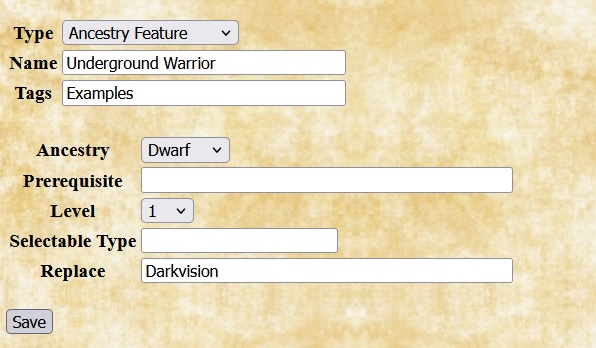 Type Ancestry Feature
Name Underground Warrior
Tags Examples
Ancestry Dwarf
Prerequisite
Level 1
Selectable Type
Replace Darkvision
Save